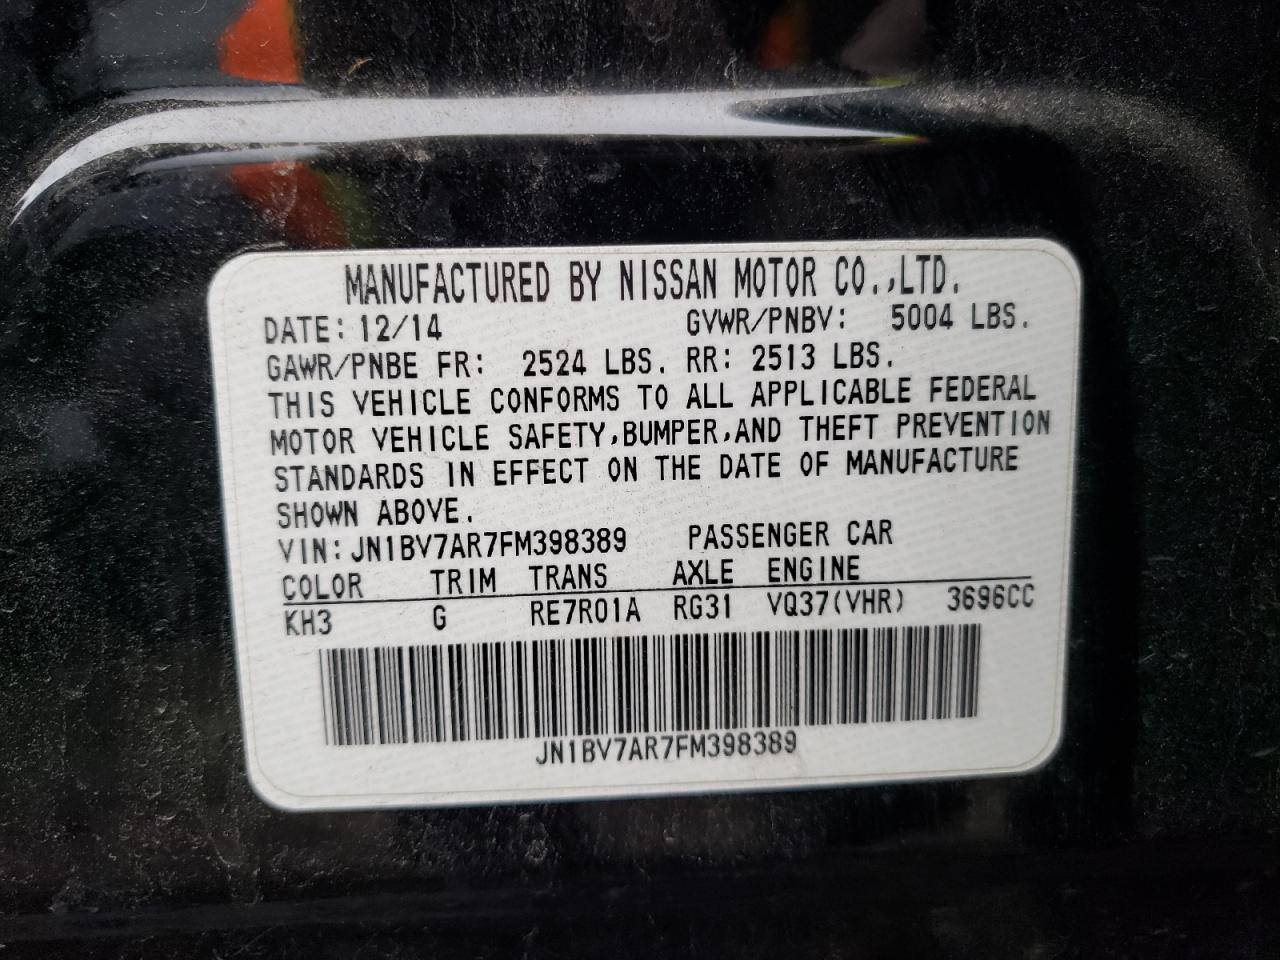 MANUFACTURED BY NISSAN MOTOR CO.,LTD.
DATE: 12/14 GVWR/PNBV: 5004 LBS.
GAWR/PNBE FR: 2524 LBS. RR: 2513 LBS.
THIS VEHICLE CONFORMS TO ALL APPLICABLE FEDERAL
MOTOR VEHICLE SAFETY,BUMPER,AND THEFT PREVENTION
STANDARDS IN EFFECT ON THE DATE OF MANUFACTURE
SHOWN ABOVE.
VIN: JN1BV7AR7FM398389 PASSENGER CAR
COLOR TRIM TRANS AXLE ENGINE
KH3 G RE7R01A RG31 VQ37(VHR) 3696CC
JN1BV7AR7FM398389